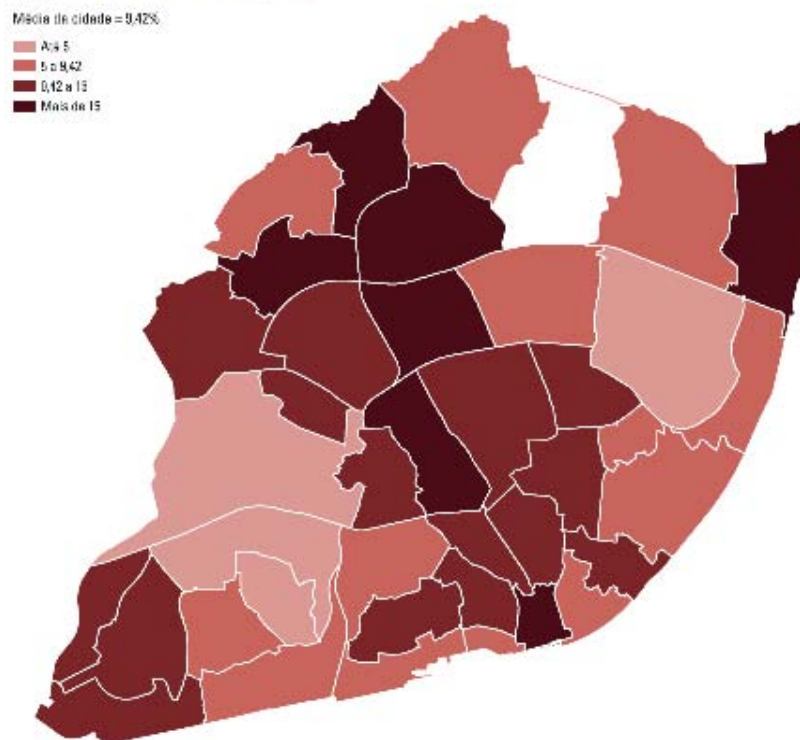 Média da cidade = 9,42%
Até 5
5 a 9,42
9,42 a 15
Mais de 15